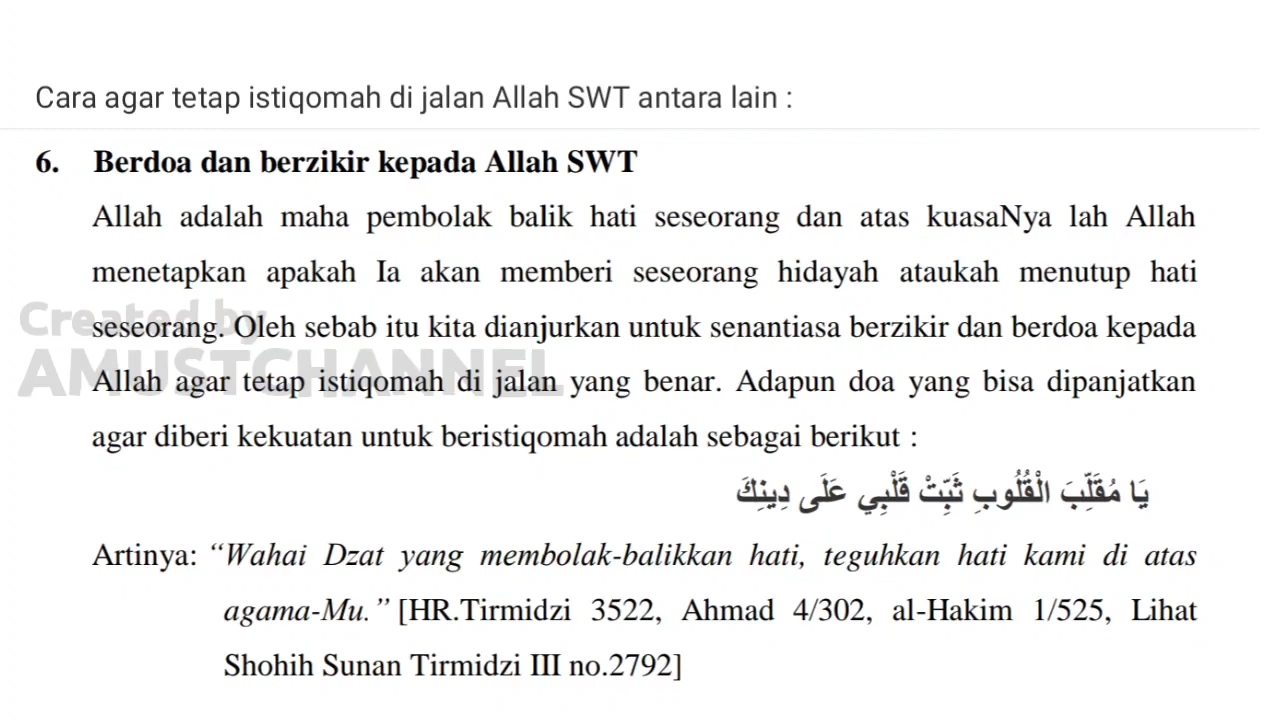 Cara agar tetap istiqomah di jalan Allah SWT antara lain :
6. Berdoa dan berzikir kepada Allah SWT
Allah adalah maha pembolak balik hati seseorang dan atas kuasaNya lah Allah
menetapkan apakah Ia akan memberi seseorang hidayah ataukah menutup hati
seseorang. Oleh sebab itu kita dianjurkan untuk senantiasa berzikir dan berdoa kepada
Allah agar tetap istiqomah di jalan yang benar. Adapun doa yang bisa dipanjatkan
agar diberi kekuatan untuk beristiqomah adalah sebagai berikut :
يَا مُقَلِّبَ الْقُلُوبِ ثَبِّتْ قَلْبِي عَلَى دِينِكَ
Artinya: “Wahai Dzat yang membolak-balikkan hati, teguhkan hati kami di atas
agama-Mu.” [HR.Tirmidzi 3522, Ahmad 4/302, al-Hakim 1/525, Lihat
Shohih Sunan Tirmidzi III no.2792]
Created by
AMUSTCHANNEL